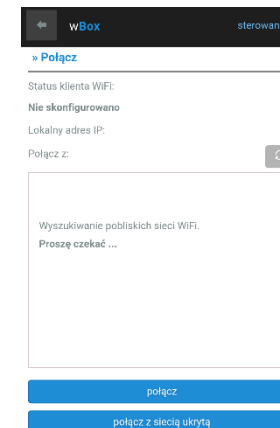 wBox
sterowan
» Połącz
Status klienta WiFi:
Nie skonfigurowano
Lokalny adres IP:
Połącz z:
Wyszukiwanie pobliskich sieci WiFi.
Proszę czekać ...
połącz
połącz z siecią ukrytą